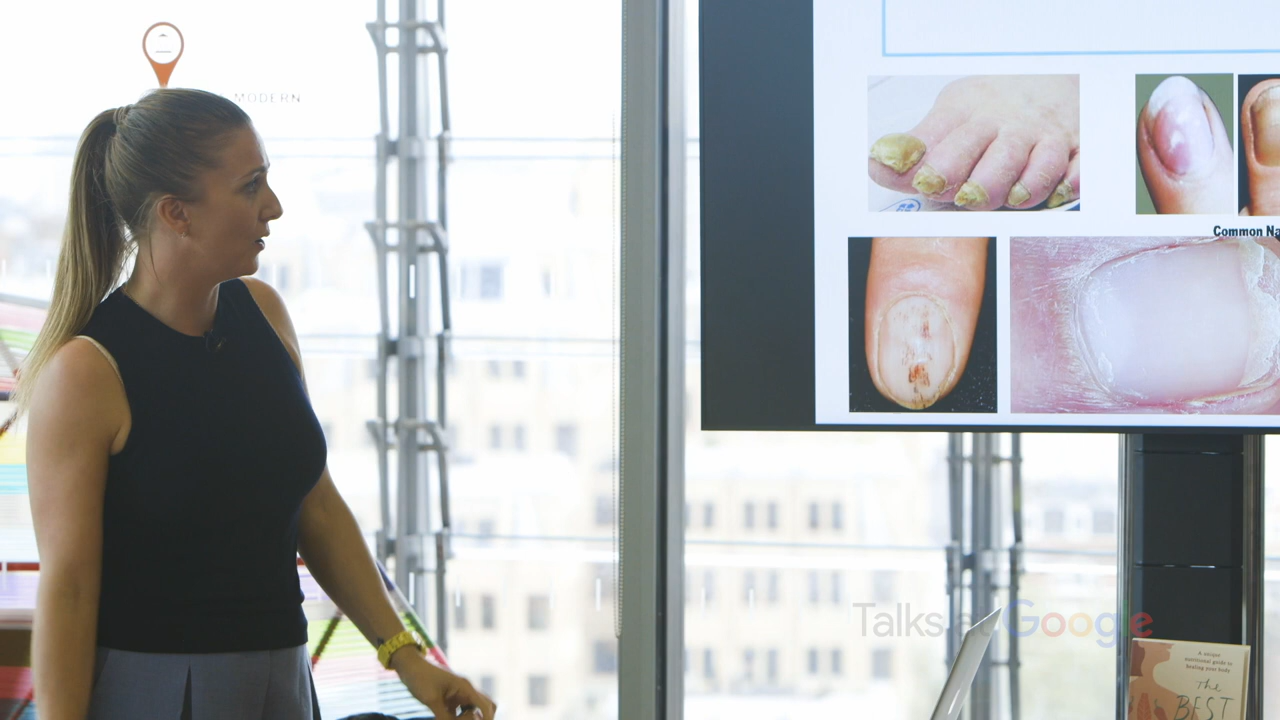 MODERN
Common Na
Talks at Google
A unique
nutritional guide to
healing your body
The
BEST